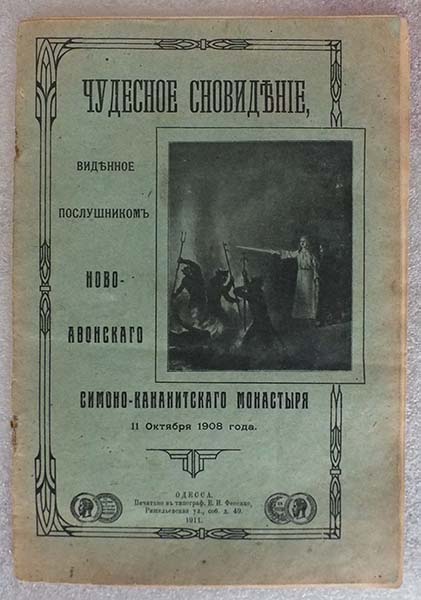 ЧУДЕСНОЕ СНОВИДѢНІЕ,
ВИДѢННОЕ
ПОСЛУШНИКОМЪ
НОВО-
АѲОНСКАГО
СИМОНО-КАНАНИТСКАГО МОНАСТЫРЯ
11 Октября 1908 года.
ОДЕССА.
Печатано въ типограф. Е. И. Фесенко,
Ришельевская ул., соб. д. 49.
1911.